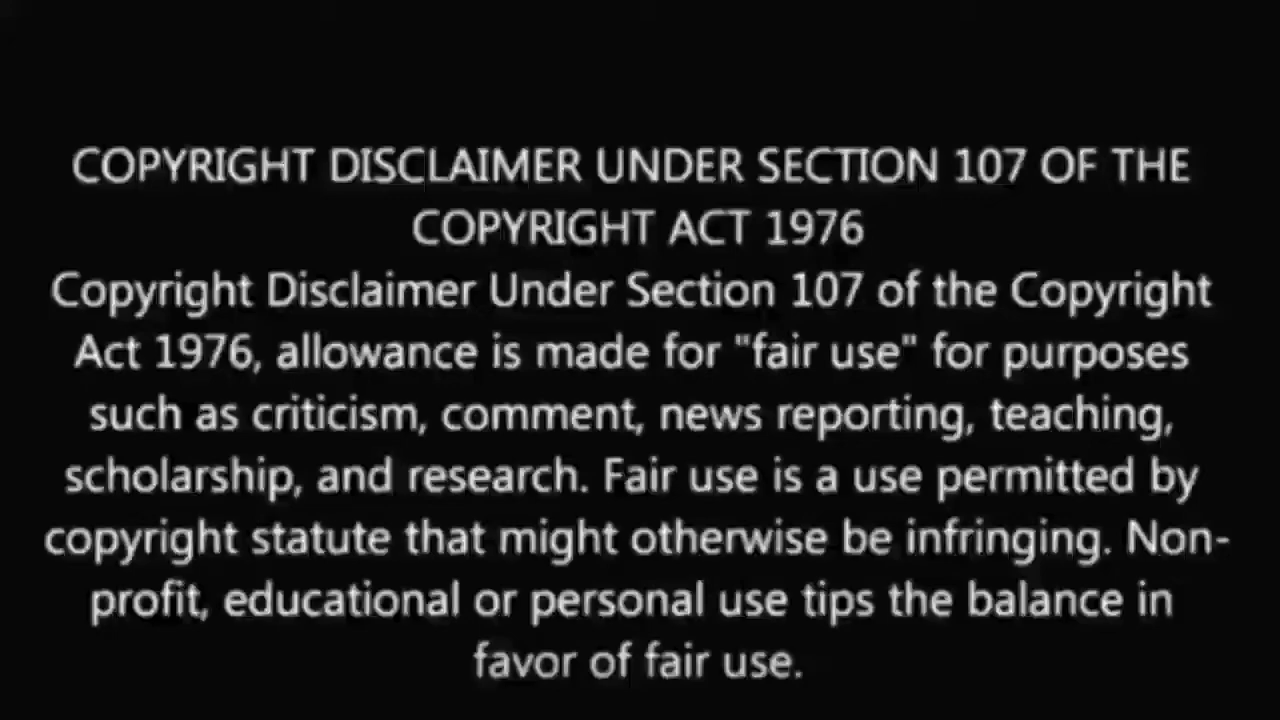 COPYRIGHT DISCLAIMER UNDER SECTION 107 OF THE
COPYRIGHT ACT 1976
Copyright Disclaimer Under Section 107 of the Copyright
Act 1976, allowance is made for "fair use" for purposes
such as criticism, comment, news reporting, teaching,
scholarship, and research. Fair use is a use permitted by
copyright statute that might otherwise be infringing. Non-
profit, educational or personal use tips the balance in
favor of fair use.